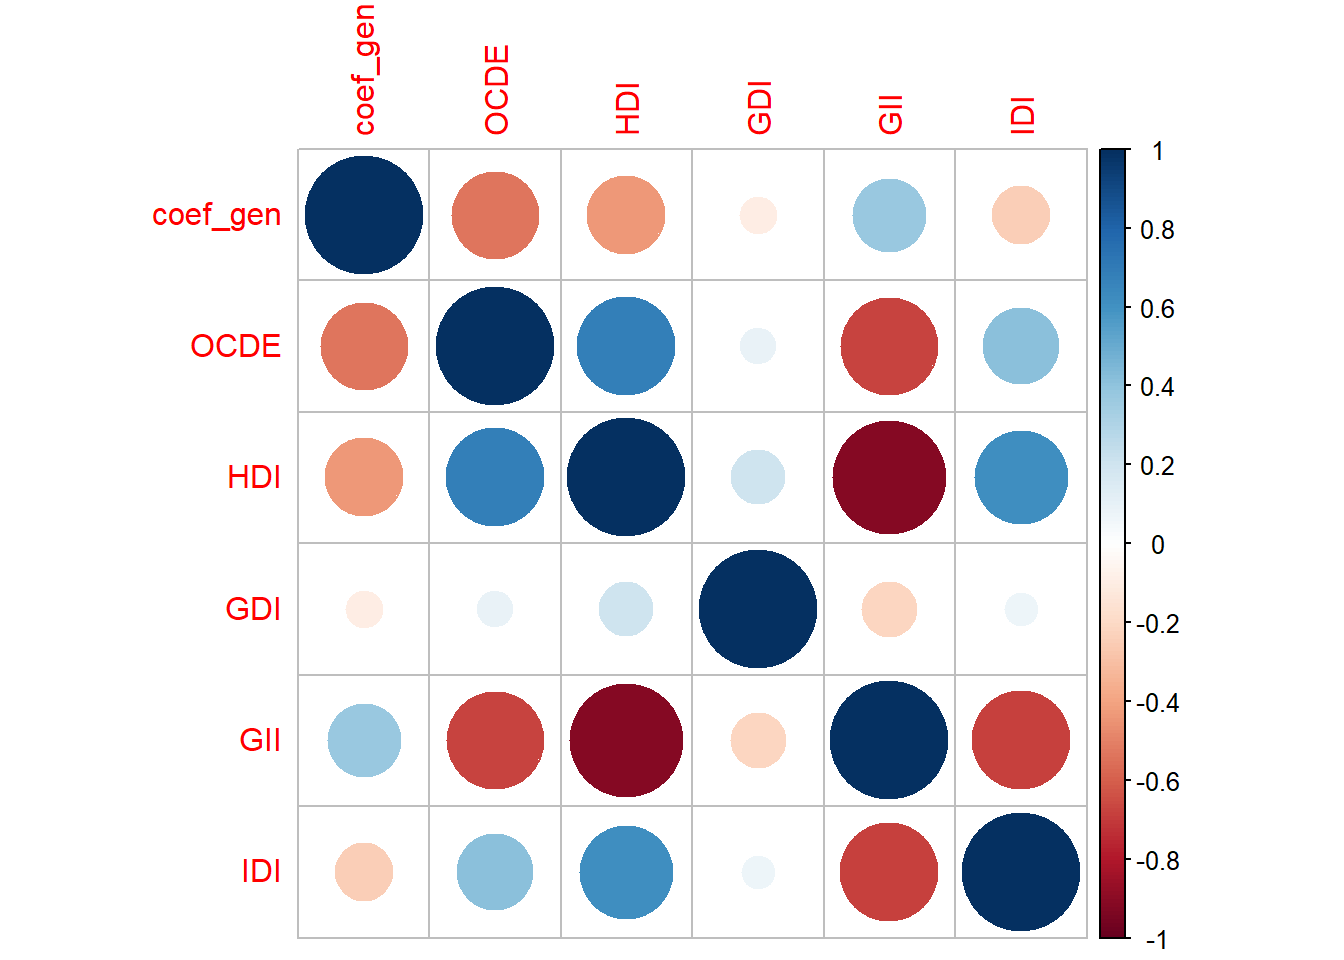 coef_gen
OCDE
HDI
GDI
GII
IDI
coef_gen
OCDE
HDI
GDI
GII
IDI
1
0.8
0.6
0.4
0.2
0
-0.2
-0.4
-0.6
-0.8
-1